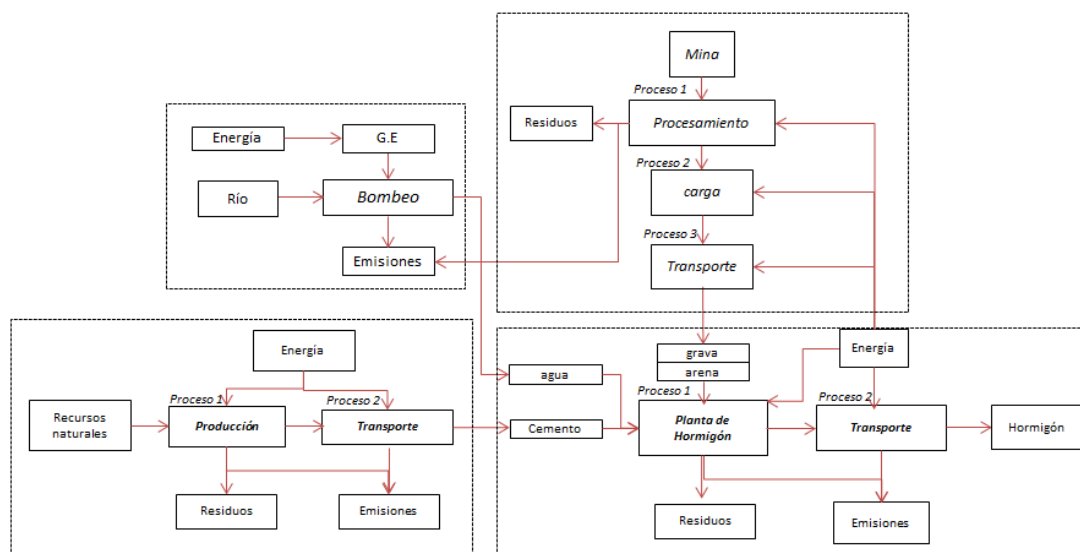 Mina
Proceso 1
Residuos
Procesamiento
Proceso 2
carga
Proceso 3
Transporte
Energía
G.E
Río
Bombeo
Emisiones
Energía
Recursos
naturales
Proceso 1
Producción
Proceso 2
Transporte
Residuos
Emisiones
agua
Cemento
grava
arena
Proceso 1
Planta de
Hormigón
Energía
Proceso 2
Transporte
Hormigón
Residuos
Emisiones